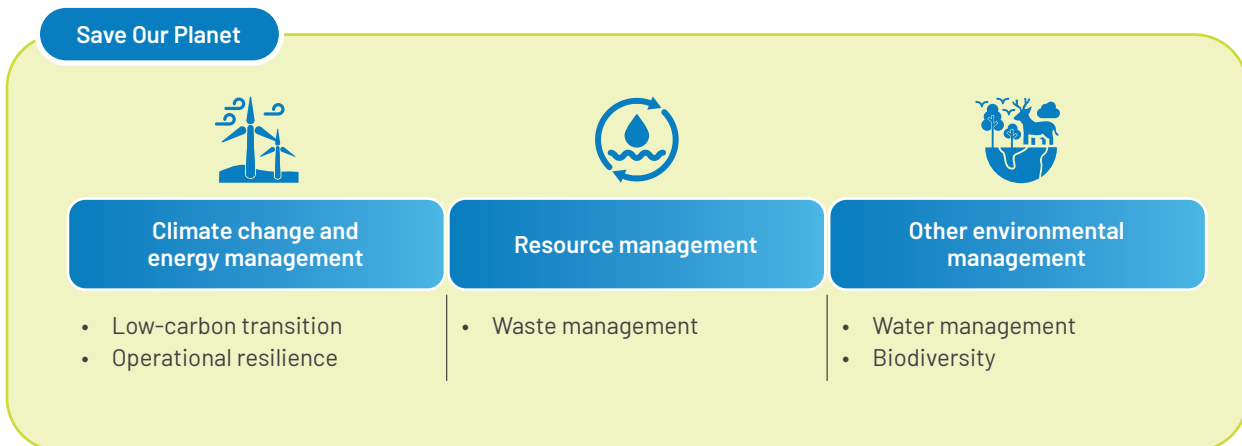 Save Our Planet
Climate change and
energy management
• Low-carbon transition
• Operational resilience
Resource management
• Waste management
Other environmental
management
• Water management
• Biodiversity